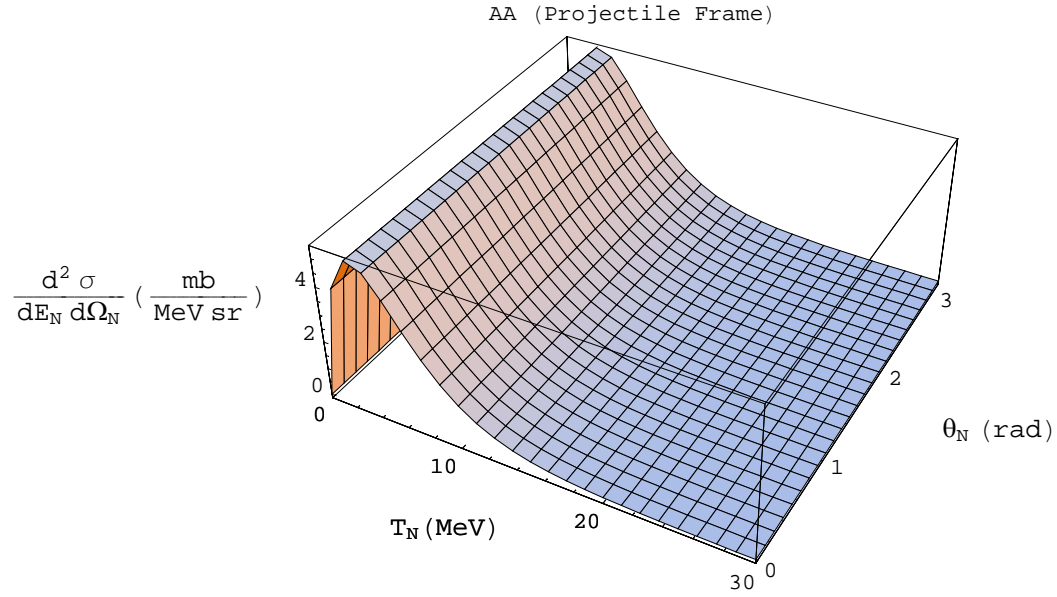 AA (Projectile Frame)
d² σ / dE_N dΩ_N ( mb / MeV sr )
4
2
0
0
10
20
30
T_N (MeV)
0
1
2
3
θ_N (rad)